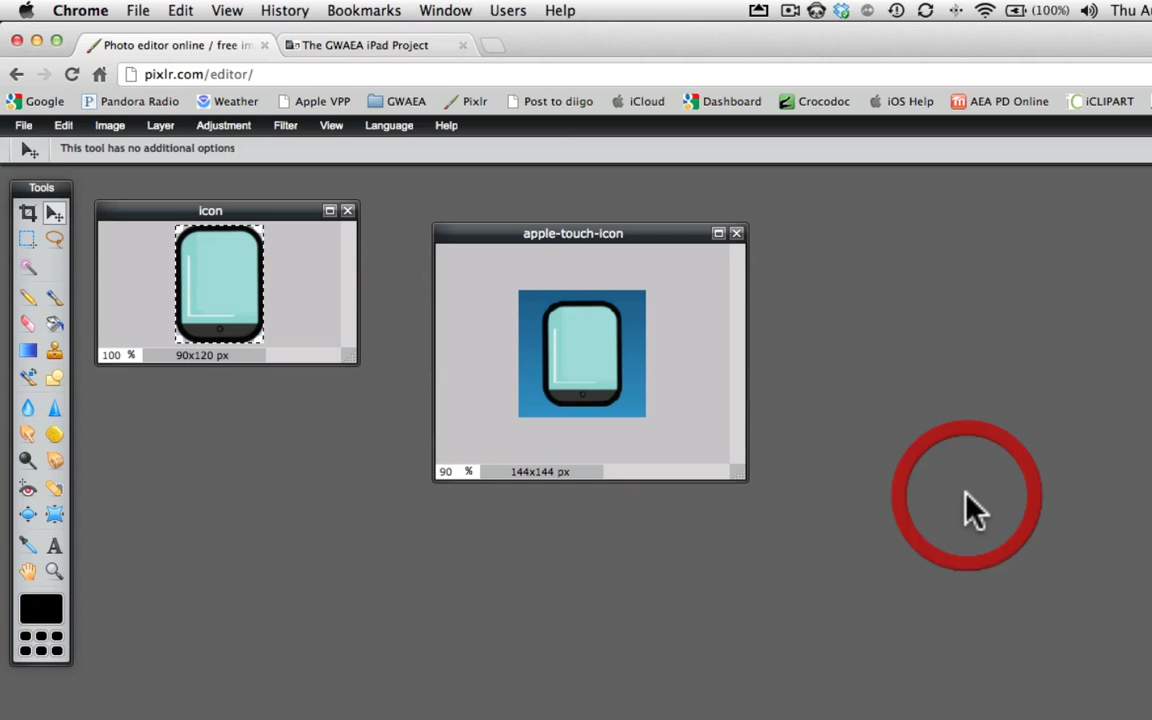 Chrome File Edit View History Bookmarks Window Users Help (100%) Thu Au
Photo editor online / free im The GWAEA iPad Project
pixlr.com/editor/
Google Pandora Radio Weather Apple VPP GWAEA Pixlr Post to diigo iCloud Dashboard Crocodoc iOS Help AEA PD Online iCLIPART
File Edit Image Layer Adjustment Filter View Language Help
This tool has no additional options
Tools
icon
apple-touch-icon
100 % 90x120 px
90 % 144x144 px